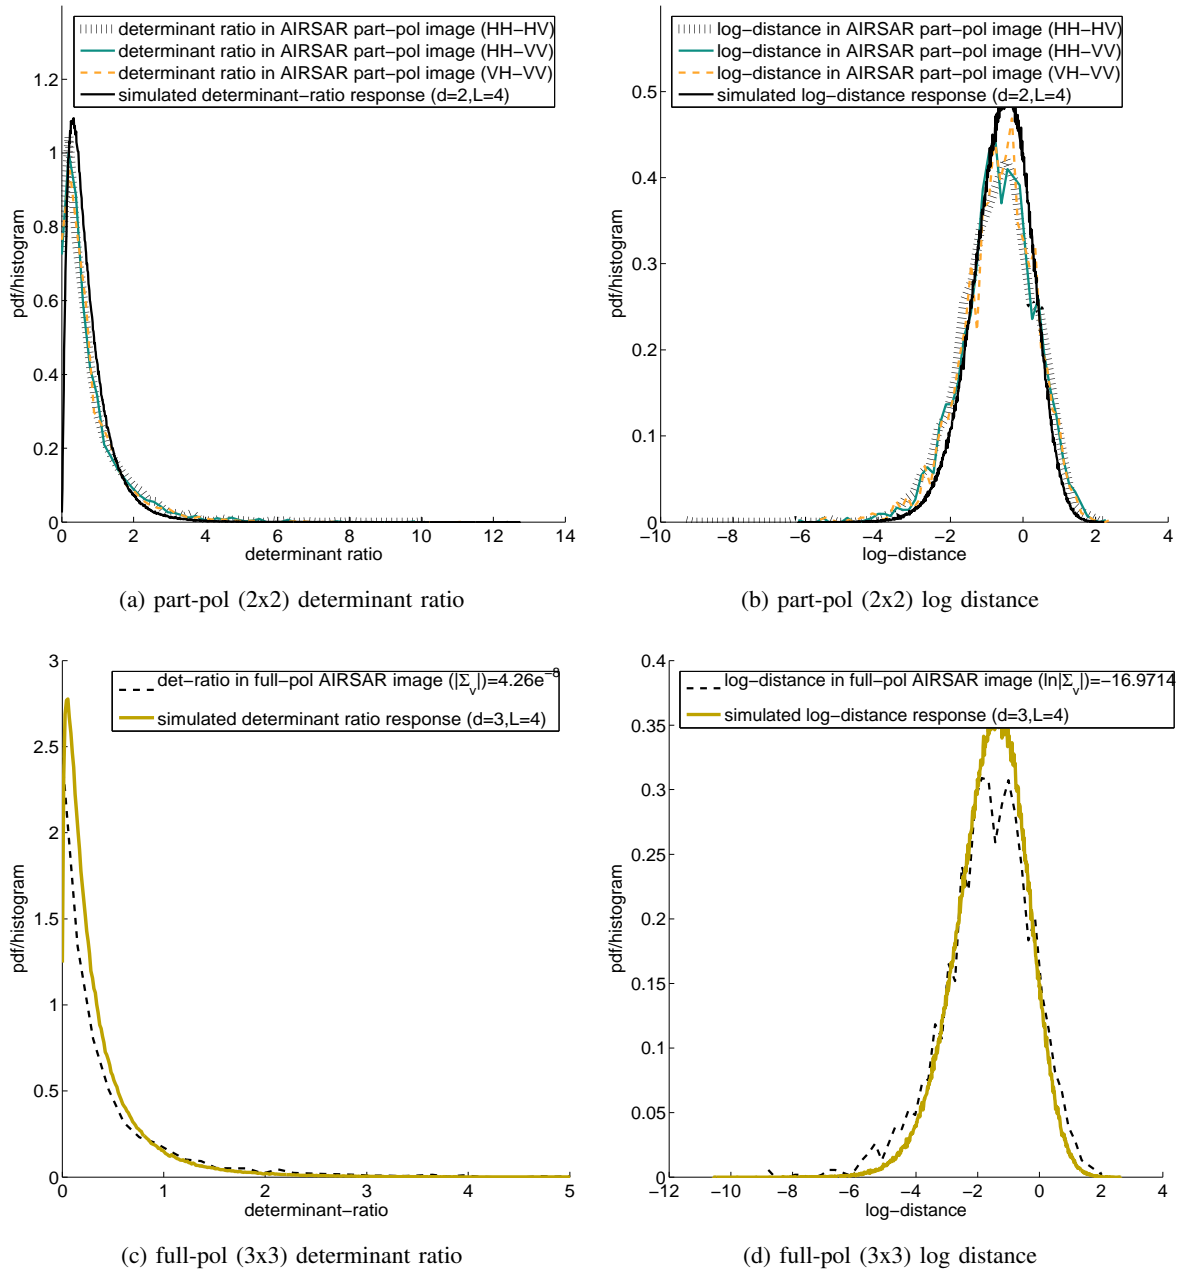 determinant ratio in AIRSAR part−pol image (HH−HV)
determinant ratio in AIRSAR part−pol image (HH−VV)
determinant ratio in AIRSAR part−pol image (VH−VV)
simulated determinant−ratio response (d=2,L=4)
1.2
1
0.8
0.6
0.4
0.2
0
pdf/histogram
0 2 4 6 8 10 12 14
determinant ratio
(a) part-pol (2x2) determinant ratio
log−distance in AIRSAR part−pol image (HH−HV)
log−distance in AIRSAR part−pol image (HH−VV)
log−distance in AIRSAR part−pol image (VH−VV)
simulated log−distance response (d=2,L=4)
0.5
0.4
0.3
0.2
0.1
0
pdf/histogram
−10 −8 −6 −4 −2 0 2 4
log−distance
(b) part-pol (2x2) log distance
det−ratio in full−pol AIRSAR image (|Σv|)=4.26e−8
simulated determinant ratio response (d=3,L=4)
3
2.5
2
1.5
1
0.5
0
pdf/histogram
0 1 2 3 4 5
determinant−ratio
(c) full-pol (3x3) determinant ratio
log−distance in full−pol AIRSAR image (ln|Σv|)=−16.9714
simulated log−distance response (d=3,L=4)
0.4
0.35
0.3
0.25
0.2
0.15
0.1
0.05
0
pdf/histogram
−12 −10 −8 −6 −4 −2 0 2 4
log−distance
(d) full-pol (3x3) log distance